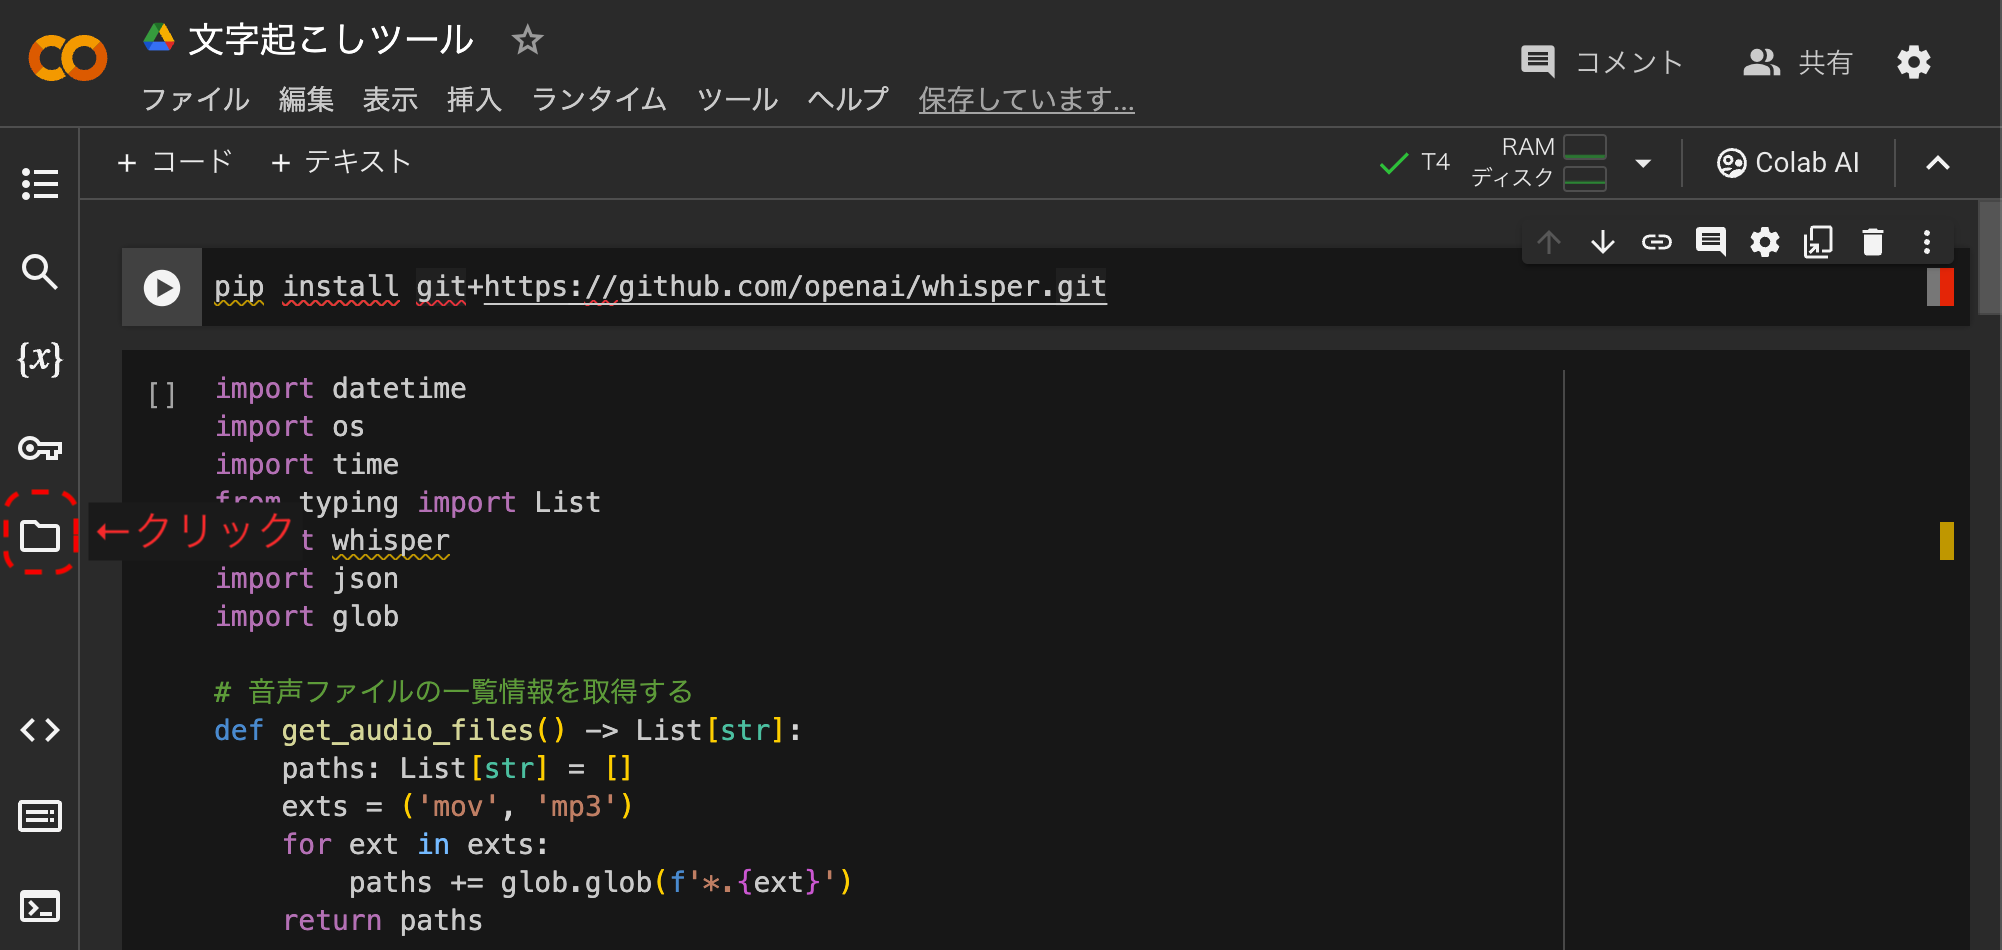 文字起こしツール
ファイル 編集 表示 挿入 ランタイム ツール ヘルプ 保存しています...
コメント 共有
+ コード + テキスト
T4 RAM ディスク Colab AI
pip install git+https://github.com/openai/whisper.git
{x}
[ ] import datetime
import os
import time
from typing import List
←クリック
t whisper
import json
import glob
# 音声ファイルの一覧情報を取得する
def get_audio_files() -> List[str]:
    paths: List[str] = []
    exts = ('mov', 'mp3')
    for ext in exts:
        paths += glob.glob(f'*.{ext}')
    return paths